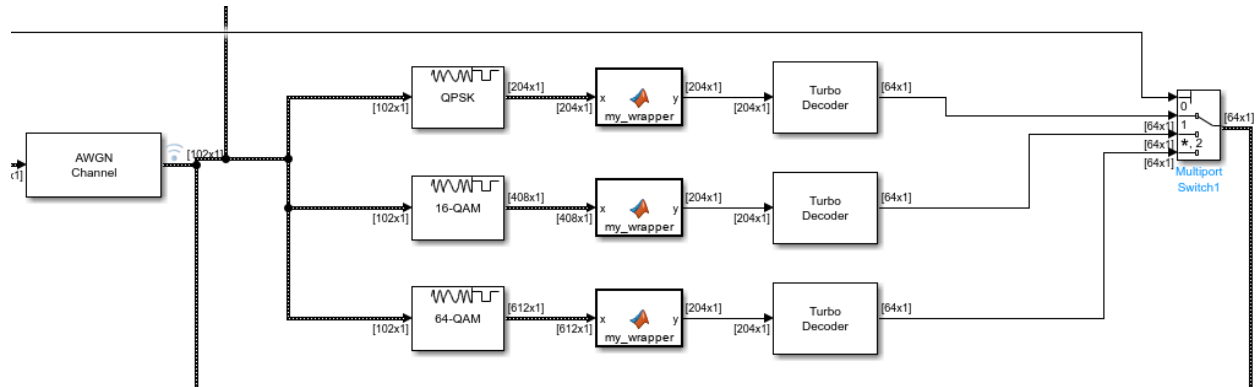 AWGN
Channel
x1]
[102x1]
[102x1]
QPSK
[204x1]
[204x1]
x
y
my_wrapper
[204x1]
[204x1]
Turbo
Decoder
[64x1]
[102x1]
16-QAM
[408x1]
[408x1]
x
y
my_wrapper
[204x1]
[204x1]
Turbo
Decoder
[64x1]
[102x1]
64-QAM
[612x1]
[612x1]
x
y
my_wrapper
[204x1]
[204x1]
Turbo
Decoder
[64x1]
0
1
*, 2
[64x1]
[64x1]
[64x1]
[64x1]
Multiport
Switch1